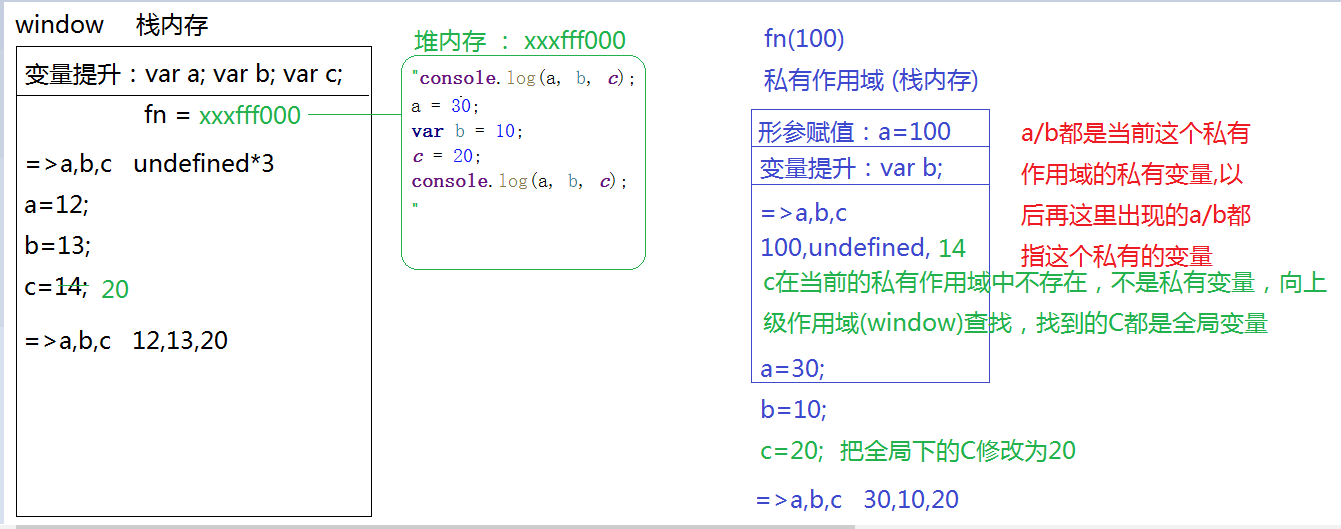 window 栈内存
变量提升：var a; var b; var c;
fn = xxxfff000
=>a,b,c undefined*3
a=12;
b=13;
c=14; 20
=>a,b,c 12,13,20
堆内存 ： xxxfff000
"console.log(a, b, c);
a = 30;
var b = 10;
c = 20;
console.log(a, b, c);
"
fn(100)
私有作用域 (栈内存)
形参赋值：a=100
变量提升：var b;
=>a,b,c
100,undefined, 14
c在当前的私有作用域中不存在，不是私有变量，向上
级作用域(window)查找，找到的C都是全局变量
a=30;
b=10;
c=20; 把全局下的C修改为20
=>a,b,c 30,10,20
a/b都是当前这个私有
作用域的私有变量,以
后再这里出现的a/b都
指这个私有的变量